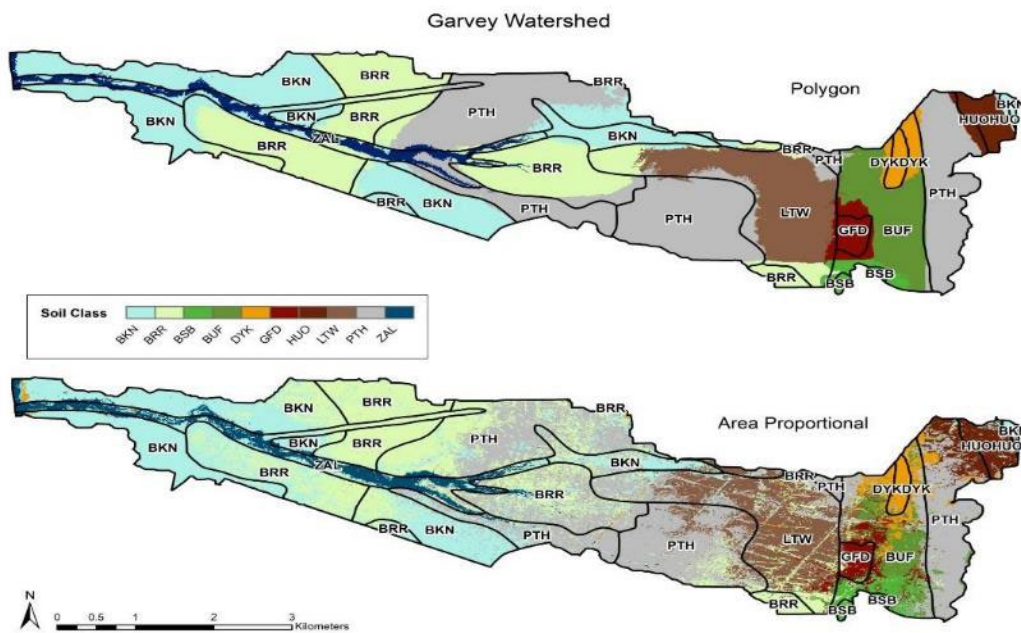 Garvey Watershed
Polygon
BKN
BRR
BRR
BKN
BRR
BKN
ZAL
PTH
BRR
BKN
BRR
BRR
BKN
PTH
PTH
BRR
PTH
LTW
BRR
DYKDYK
GFD
BUF
BSB
BSB
PTH
HUOHUO
BKN
Soil Class
BKN
BRR
BSB
BUF
DYK
GFD
HUO
LTW
PTH
ZAL
Area Proportional
BKN
BRR
BKN
BRR
BKN
BRR
ZAL
PTH
BRR
BKN
BRR
BRR
BKN
PTH
PTH
BRR
PTH
LTW
BRR
DYKDYK
GFD
BUF
BSB
BSB
PTH
HUOHUO
BKN
N
0 0.5 1 2 3
Kilometers